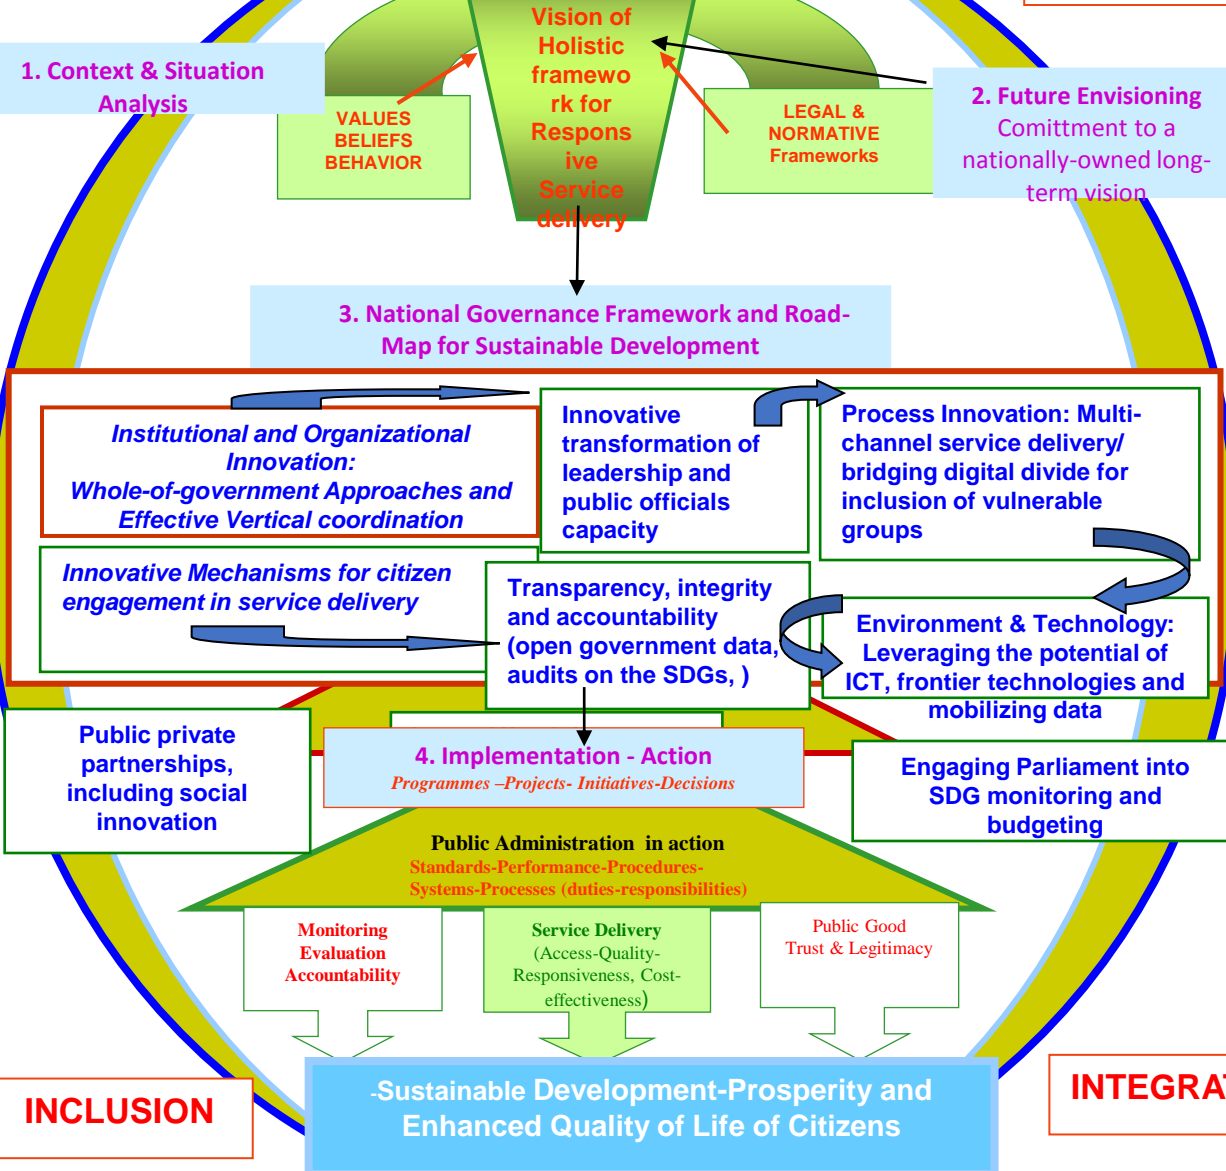 Vision of
Holistic
framewo
rk for
Respons
ive
Service
delivery
1. Context & Situation
Analysis
VALUES
BELIEFS
BEHAVIOR
LEGAL &
NORMATIVE
Frameworks
2. Future Envisioning
Comittment to a
nationally-owned long-
term vision
3. National Governance Framework and Road-
Map for Sustainable Development
Institutional and Organizational
Innovation:
Whole-of-government Approaches and
Effective Vertical coordination
Innovative
transformation of
leadership and
public officials
capacity
Process Innovation: Multi-
channel service delivery/
bridging digital divide for
inclusion of vulnerable
groups
Innovative Mechanisms for citizen
engagement in service delivery
Transparency, integrity
and accountability
(open government data,
audits on the SDGs, )
Environment & Technology:
Leveraging the potential of
ICT, frontier technologies and
mobilizing data
Public private
partnerships,
including social
innovation
4. Implementation - Action
Programmes –Projects- Initiatives-Decisions
Engaging Parliament into
SDG monitoring and
budgeting
Public Administration in action
Standards-Performance-Procedures-
Systems-Processes (duties-responsibilities)
Monitoring
Evaluation
Accountability
Service Delivery
(Access-Quality-
Responsiveness, Cost-
effectiveness)
Public Good
Trust & Legitimacy
INCLUSION
-Sustainable Development-Prosperity and
Enhanced Quality of Life of Citizens